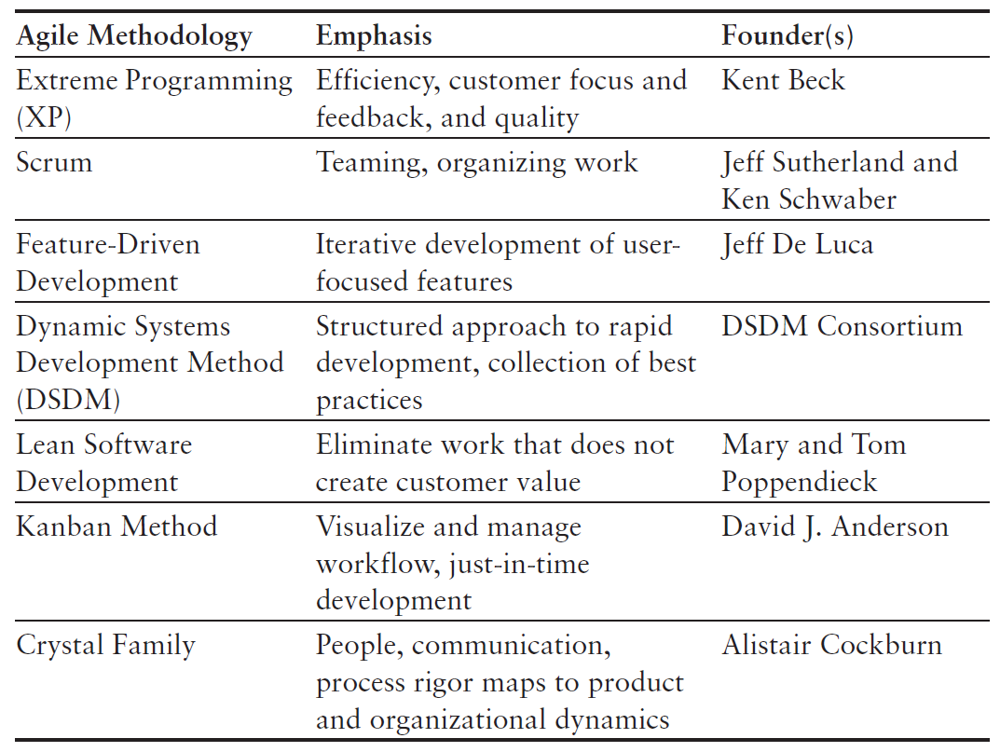 Agile Methodology Emphasis Founder(s)
Extreme Programming Efficiency, customer focus and Kent Beck
(XP) feedback, and quality
Scrum Teaming, organizing work Jeff Sutherland and
Ken Schwaber
Feature-Driven Iterative development of user- Jeff De Luca
Development focused features
Dynamic Systems Structured approach to rapid DSDM Consortium
Development Method development, collection of best
(DSDM) practices
Lean Software Eliminate work that does not Mary and Tom
Development create customer value Poppendieck
Kanban Method Visualize and manage David J. Anderson
workflow, just-in-time
development
Crystal Family People, communication, Alistair Cockburn
process rigor maps to product
and organizational dynamics